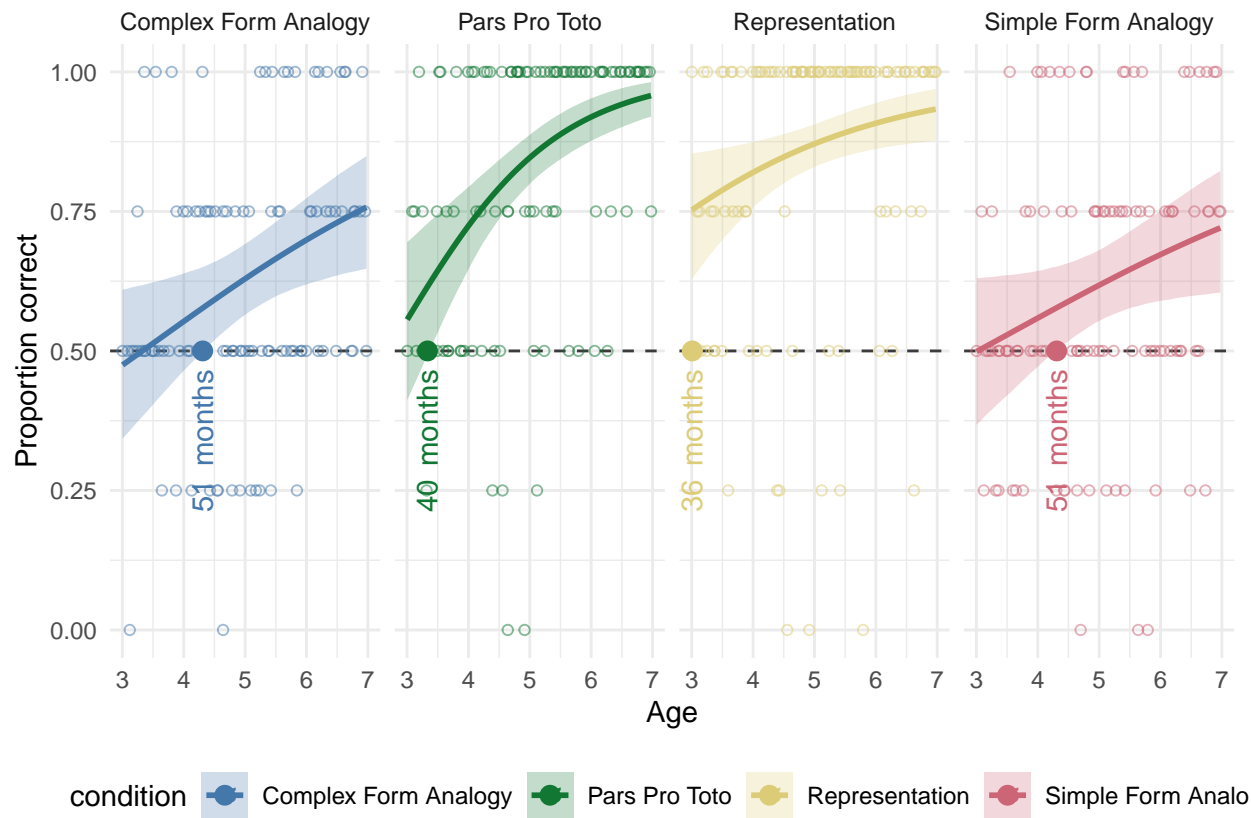 Complex Form Analogy
Pars Pro Toto
Representation
Simple Form Analogy
Proportion correct
1.00
0.75
0.50
0.25
0.00
51 months
40 months
36 months
51 months
3 4 5 6 7
3 4 5 6 7
3 4 5 6 7
3 4 5 6 7
Age
condition
Complex Form Analogy
Pars Pro Toto
Representation
Simple Form Analo